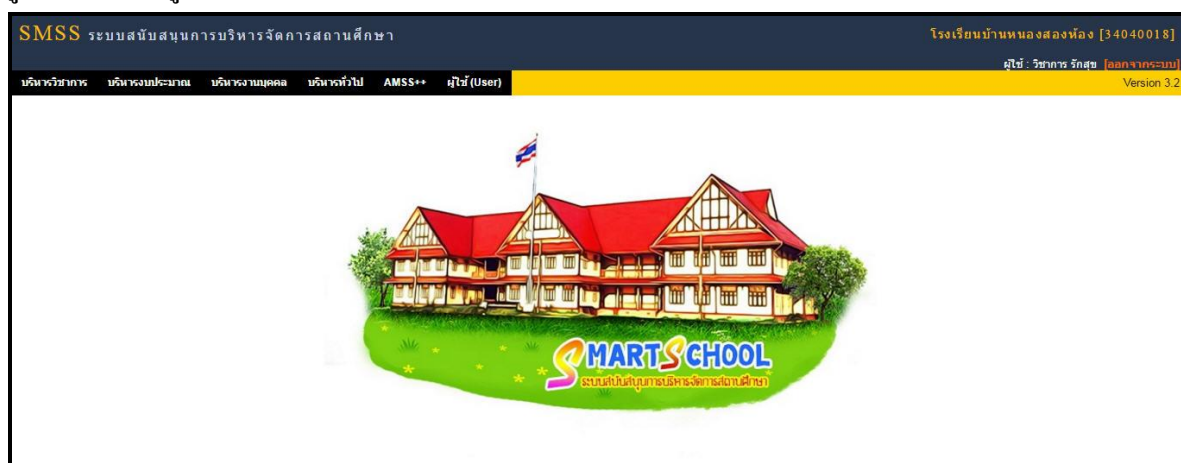 SMSS ระบบสนับสนุนการบริหารจัดการสถานศึกษา
โรงเรียนบ้านหนองสองห้อง [34040018]
ผู้ใช้ : วิชาการ รักสุข [ออกจากระบบ]
บริหารวิชาการ บริหารงบประมาณ บริหารงานบุคคล บริหารทั่วไป AMSS++ ผู้ใช้ (User)
Version 3.2
SMARTSCHOOL
ระบบสนับสนุนการบริหารจัดการสถานศึกษา